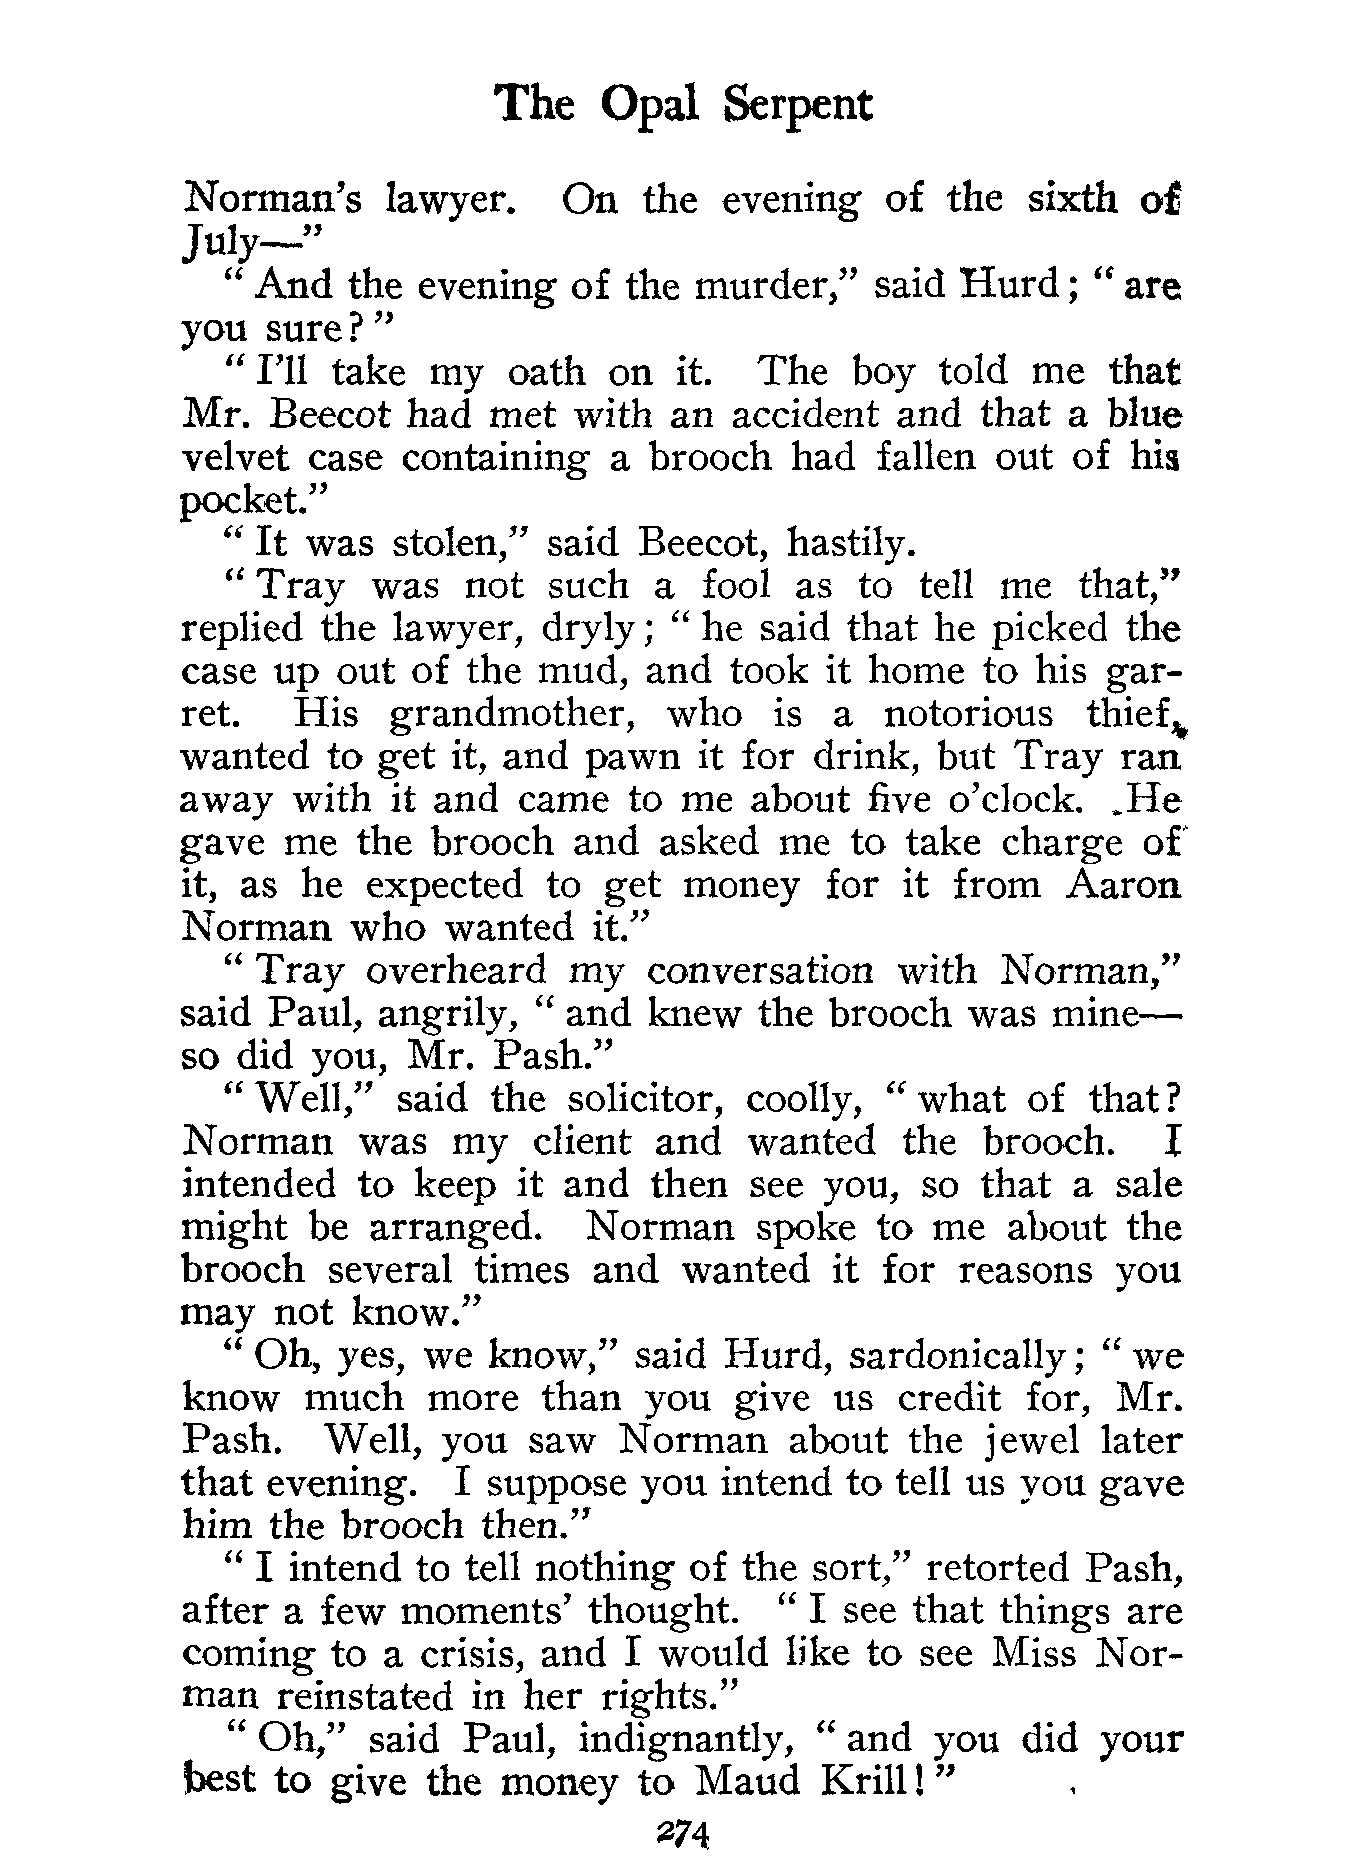 The Opal Serpent
Norman's lawyer. On the evening of the sixth of
July—"
" And the evening of the murder," said Hurd; " are
you sure? "
" I'll take my oath on it. The boy told me that
Mr. Beecot had met with an accident and that a blue
velvet case containing a brooch had fallen out of his
pocket."
" It was stolen," said Beecot, hastily.
" Tray was not such a fool as to tell me that,"
replied the lawyer, dryly; " he said that he picked the
case up out of the mud, and took it home to his gar-
ret. His grandmother, who is a notorious thief,
wanted to get it, and pawn it for drink, but Tray ran
away with it and came to me about five o'clock. He
gave me the brooch and asked me to take charge of
it, as he expected to get money for it from Aaron
Norman who wanted it."
" Tray overheard my conversation with Norman,"
said Paul, angrily, " and knew the brooch was mine—
so did you, Mr. Pash."
" Well," said the solicitor, coolly, " what of that?
Norman was my client and wanted the brooch. I
intended to keep it and then see you, so that a sale
might be arranged. Norman spoke to me about the
brooch several times and wanted it for reasons you
may not know."
" Oh, yes, we know," said Hurd, sardonically; " we
know much more than you give us credit for, Mr.
Pash. Well, you saw Norman about the jewel later
that evening. I suppose you intend to tell us you gave
him the brooch then."
" I intend to tell nothing of the sort," retorted Pash,
after a few moments' thought. " I see that things are
coming to a crisis, and I would like to see Miss Nor-
man reinstated in her rights."
" Oh," said Paul, indignantly, " and you did your
best to give the money to Maud Krill! "
274